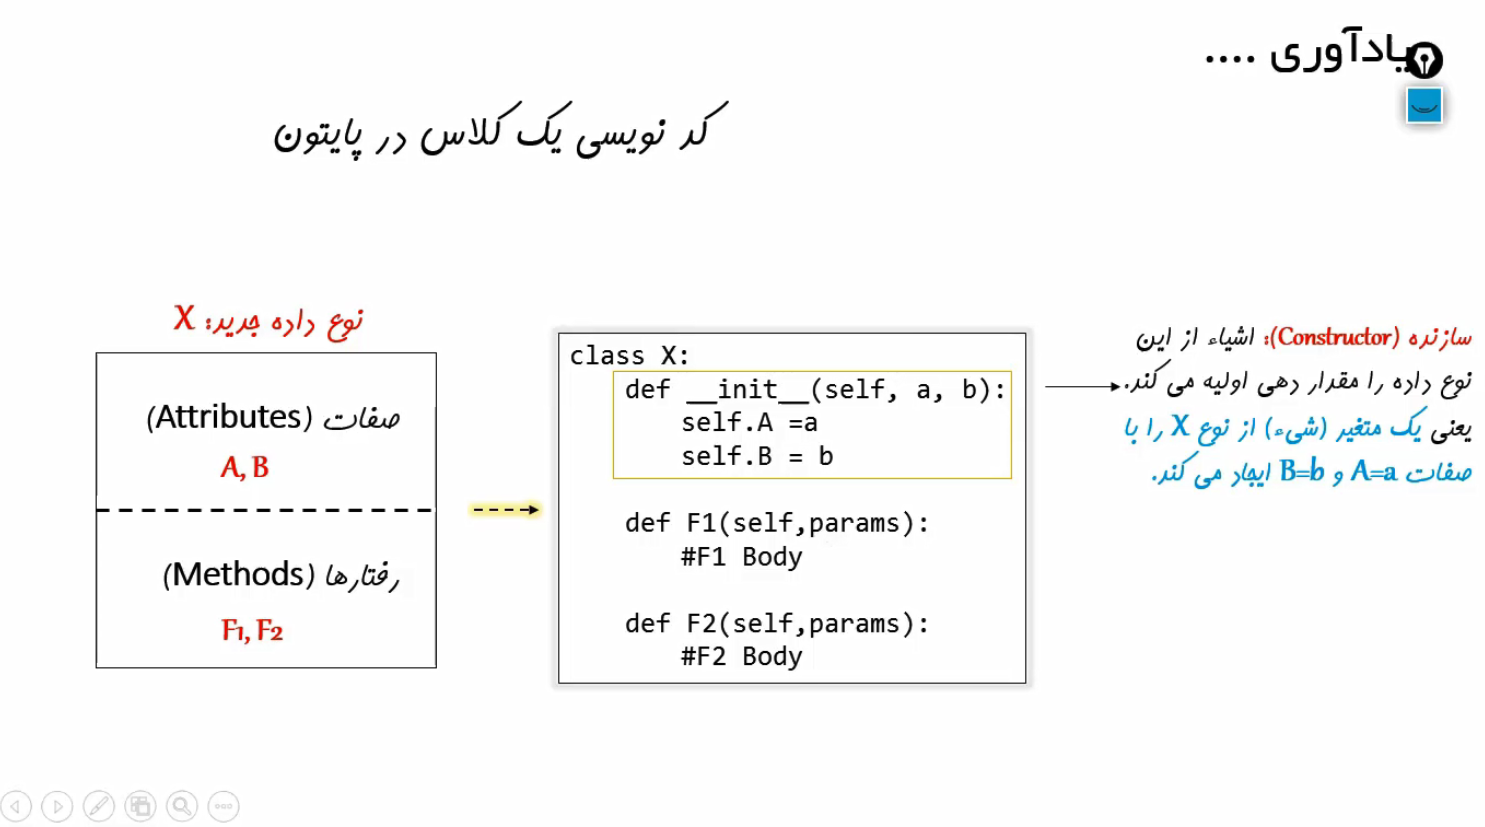 یادآوری ....
کد نویسی یک کلاس در پایتون
نوع داده جدید: X
صفات (Attributes)
A, B
رفتارها (Methods)
F1, F2
class X:
def __init__(self, a, b):
self.A =a
self.B = b
def F1(self,params):
#F1 Body
def F2(self,params):
#F2 Body
سازنده (Constructor): اشیاء از این
نوع داده را مقدار دهی اولیه می کند.
یعنی یک متغیر (شیء) از نوع X را با
صفات A=a و B=b ایجاد می کند.